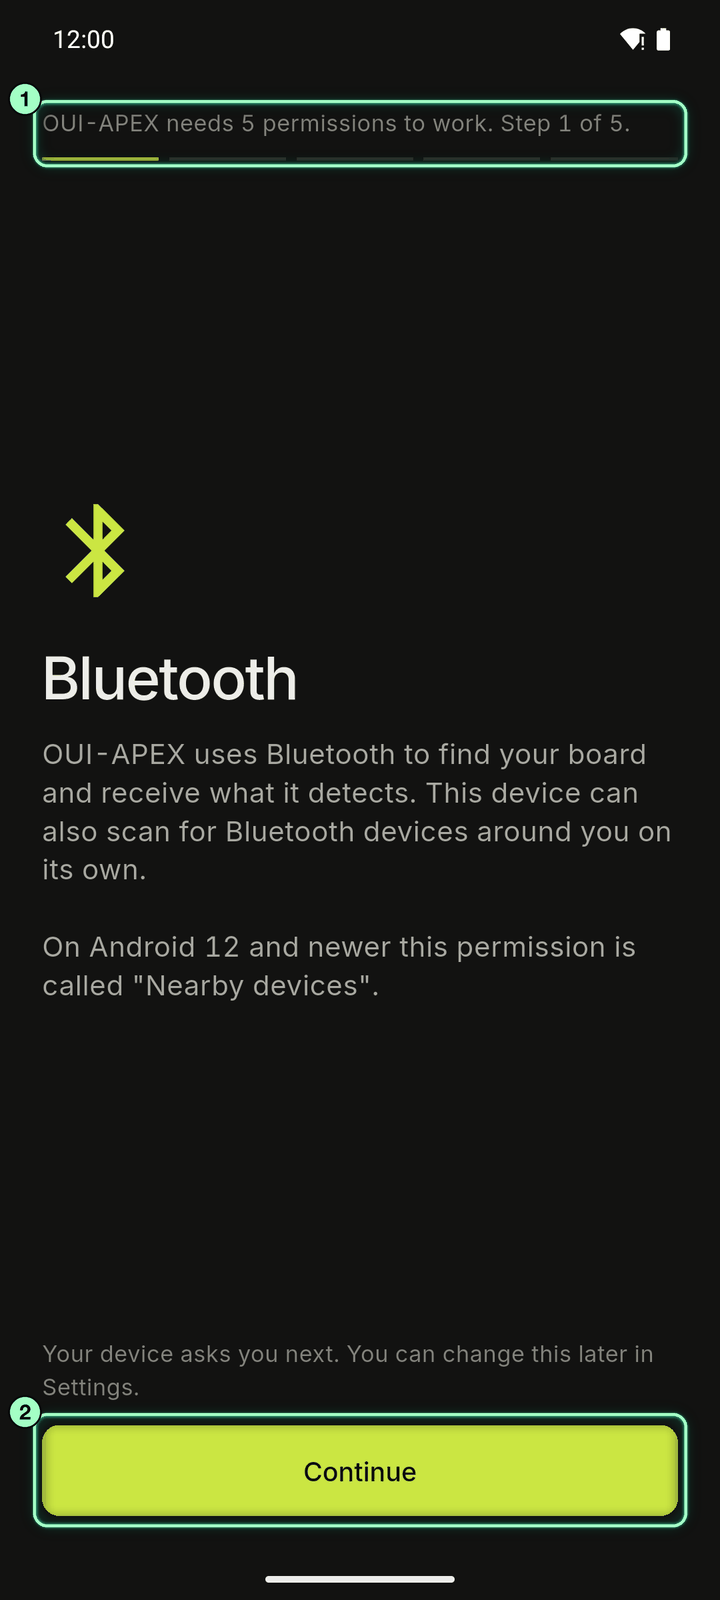 12:00
1
OUI-APEX needs 5 permissions to work. Step 1 of 5.
Bluetooth
OUI-APEX uses Bluetooth to find your board
and receive what it detects. This device can
also scan for Bluetooth devices around you on
its own.
On Android 12 and newer this permission is
called "Nearby devices".
Your device asks you next. You can change this later in
Settings.
2
Continue